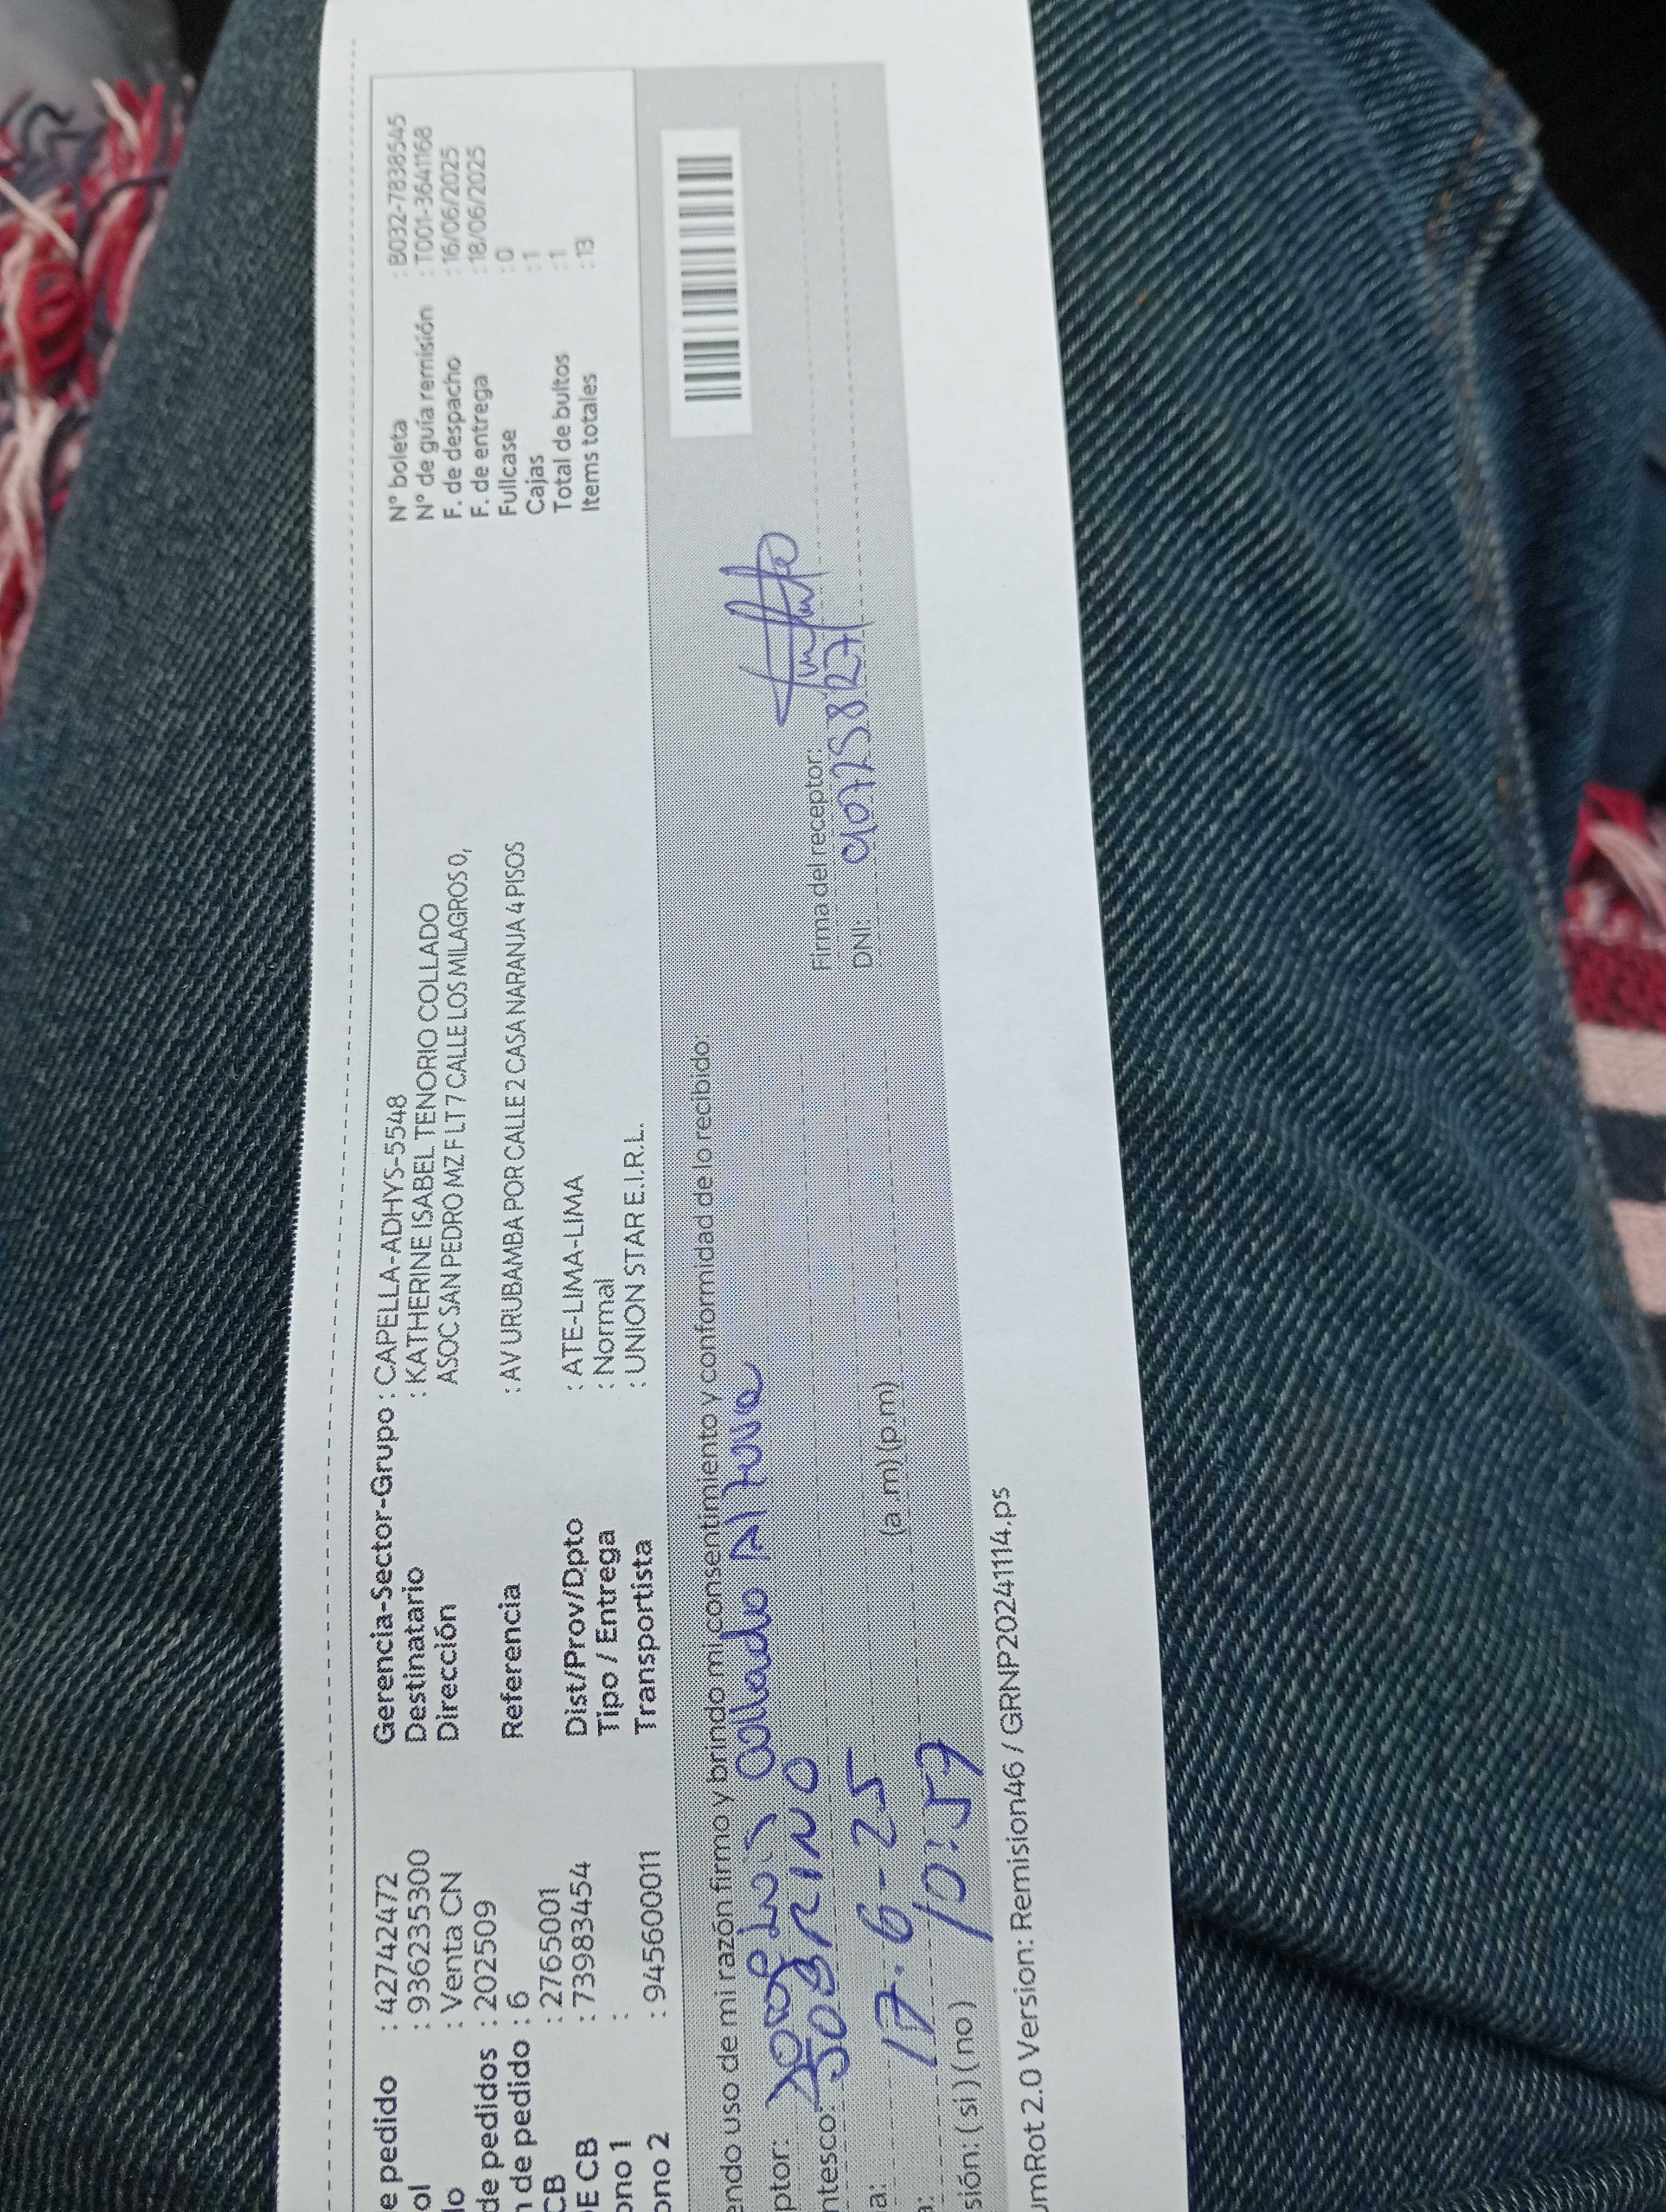 e pedido : 427424472
ol : 936235300
lo : Venta CN
de pedidos : 2025509
n de pedido : 6
CB : 2765001
E CB : 73983454
ono 1 :
ono 2 : 945600011
Gerencia-Sector-Grupo : CAPELLA-ADHYS-5548
Destinatario : KATHERINE ISABEL TENORIO COLLADO
Dirección ASOC SAN PEDRO MZ F LT 7 CALLE LOS MILAGROS 0,
Referencia : AV URUBAMBA POR CALLE 2 CASA NARANJA 4 PISOS
Dist/Prov/Dpto : ATE-LIMA-LIMA
Tipo / Entrega : Normal
Transportista : UNION STAR E.I.R.L.
N° boleta : B032-7838545
N° de guía remisión : T001-3641168
F. de despacho : 16/06/2025
F. de entrega : 18/06/2025
Fullcase : 0
Cajas : 1
Total de bultos : 1
Items totales : 13
endo uso de mi razón firmo y brindo mi consentimiento y conformidad de lo recibido:
ptor: Collado
ntesco: SOBRINO
a: 17.6-25
: 10:57 (a.m) (p.m)
sión: (si) (no)
Firma del receptor:
DNI:
umRot 2.0 Version: Remision46 / GRNP20241114.ps